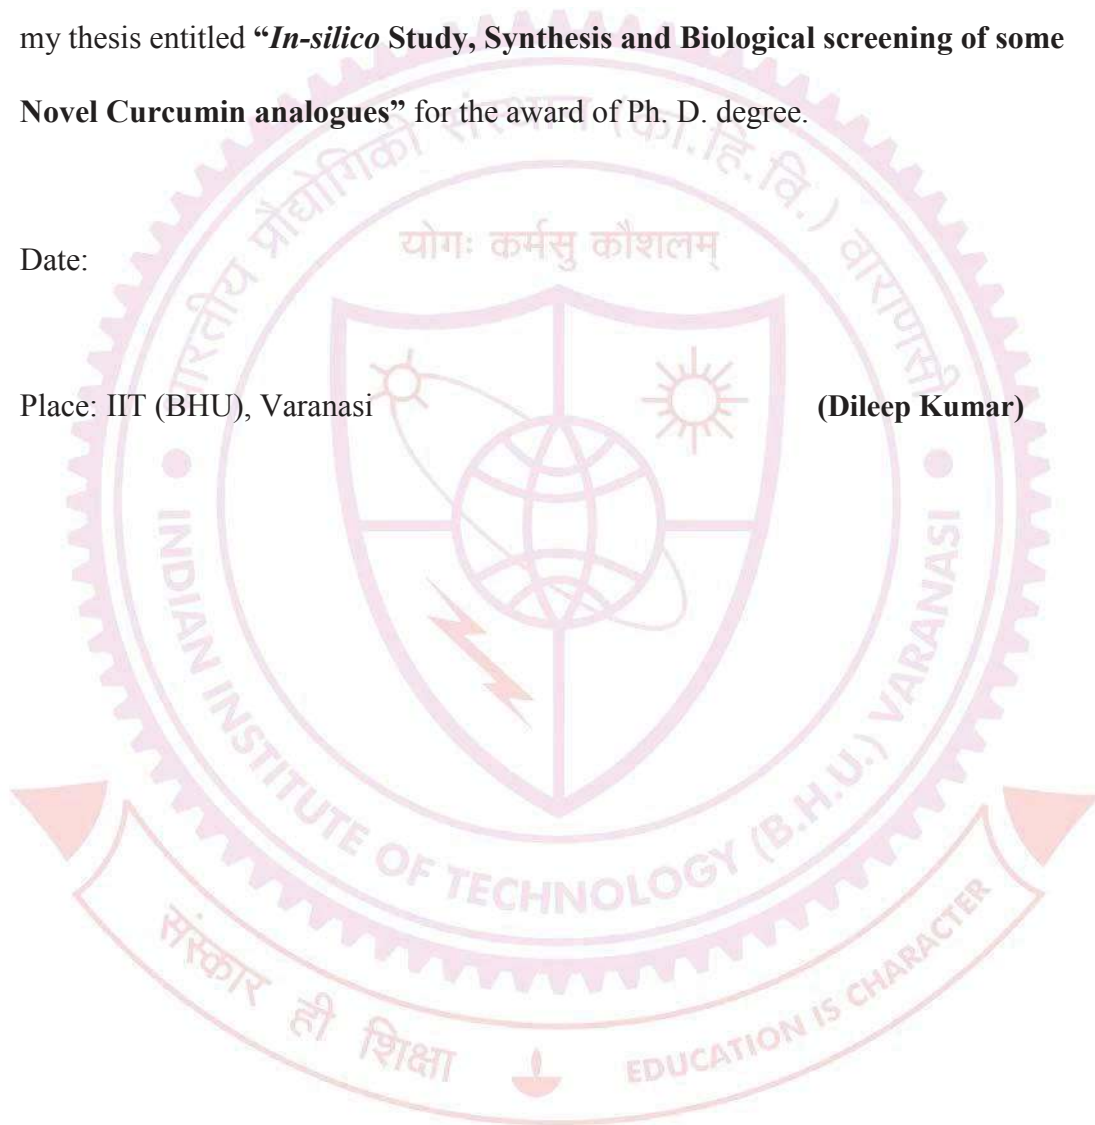 my thesis entitled “In-silico Study, Synthesis and Biological screening of some
Novel Curcumin analogues” for the award of Ph. D. degree.
भारतीय प्रौद्योगिकी संस्थान (का.हि.वि.) वाराणसी
योगः कर्मसु कौशलम्
Date:
Place: IIT (BHU), Varanasi (Dileep Kumar)
INDIAN INSTITUTE OF TECHNOLOGY (B.H.U.) VARANASI
संस्कार ही शिक्षा
EDUCATION IS CHARACTER